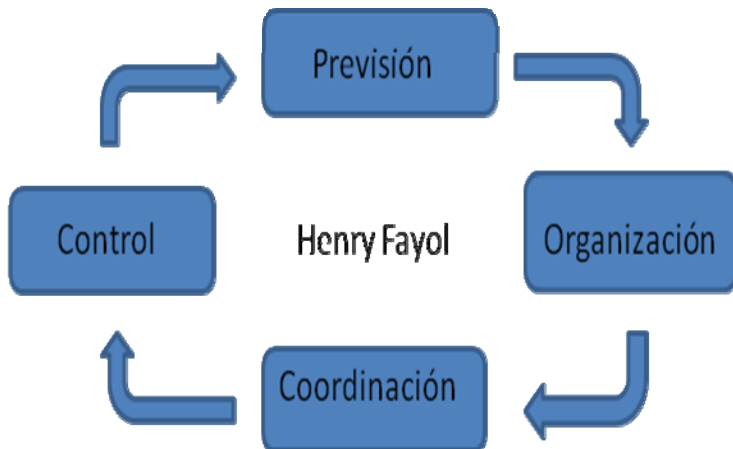 Previsión
Control
Henry Fayol
Organización
Coordinación